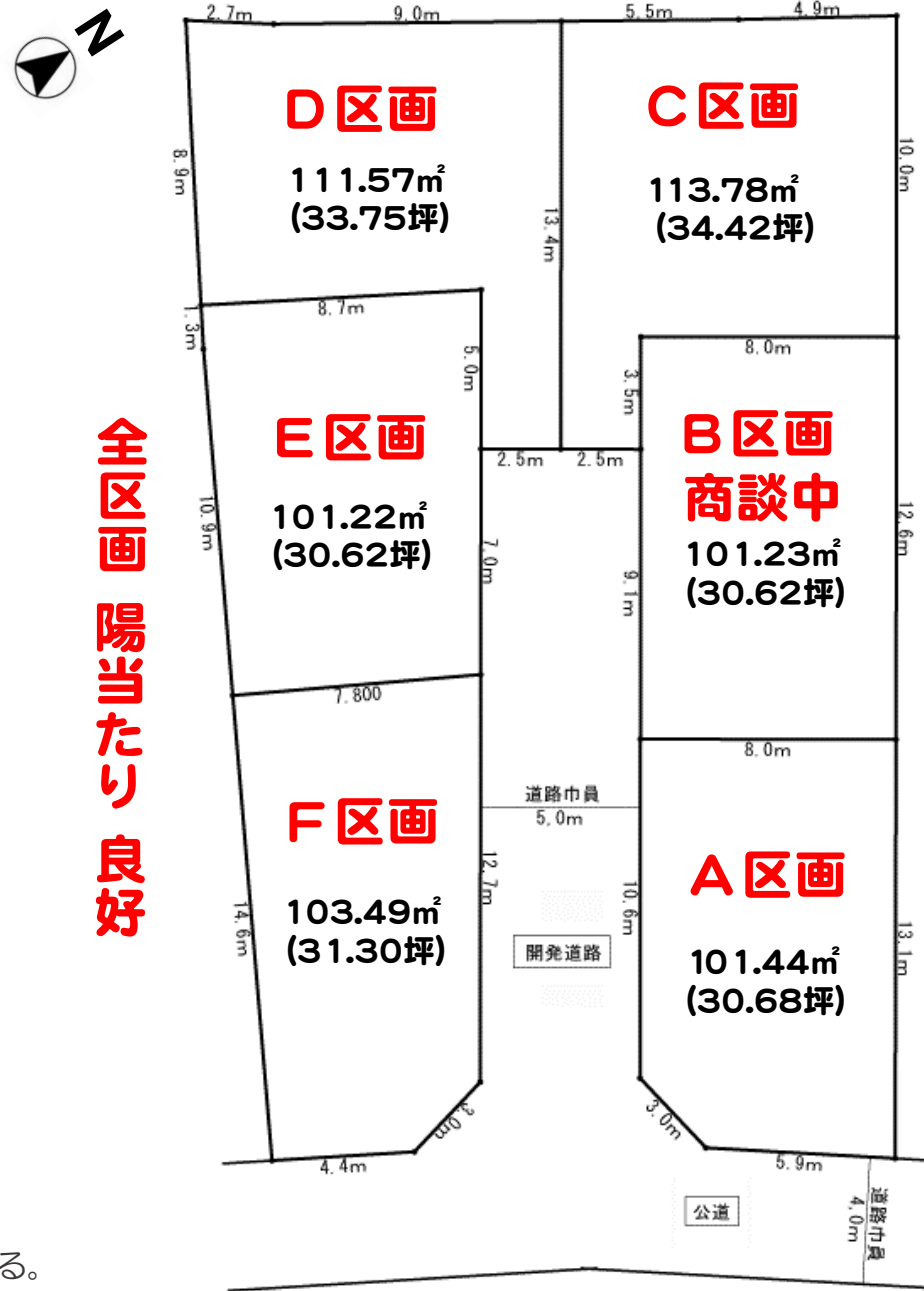 N
2.7m
9.0m
5.5m
4.9m
D区画
111.57㎡
(33.75坪)
8.9m
13.4m
C区画
113.78㎡
(34.42坪)
10.0m
8.7m
1.3m
5.0m
8.0m
3.5m
E区画
101.22㎡
(30.62坪)
10.9m
7.0m
2.5m
2.5m
B区画
商談中
101.23㎡
(30.62坪)
9.1m
12.6m
全区画 陽当たり 良好
7.800
8.0m
道路巾員
5.0m
F区画
103.49㎡
(31.30坪)
14.6m
12.7m
開発道路
10.6m
A区画
101.44㎡
(30.68坪)
13.1m
3.0m
3.0m
4.4m
5.9m
公道
道路巾員
4.0m
る。